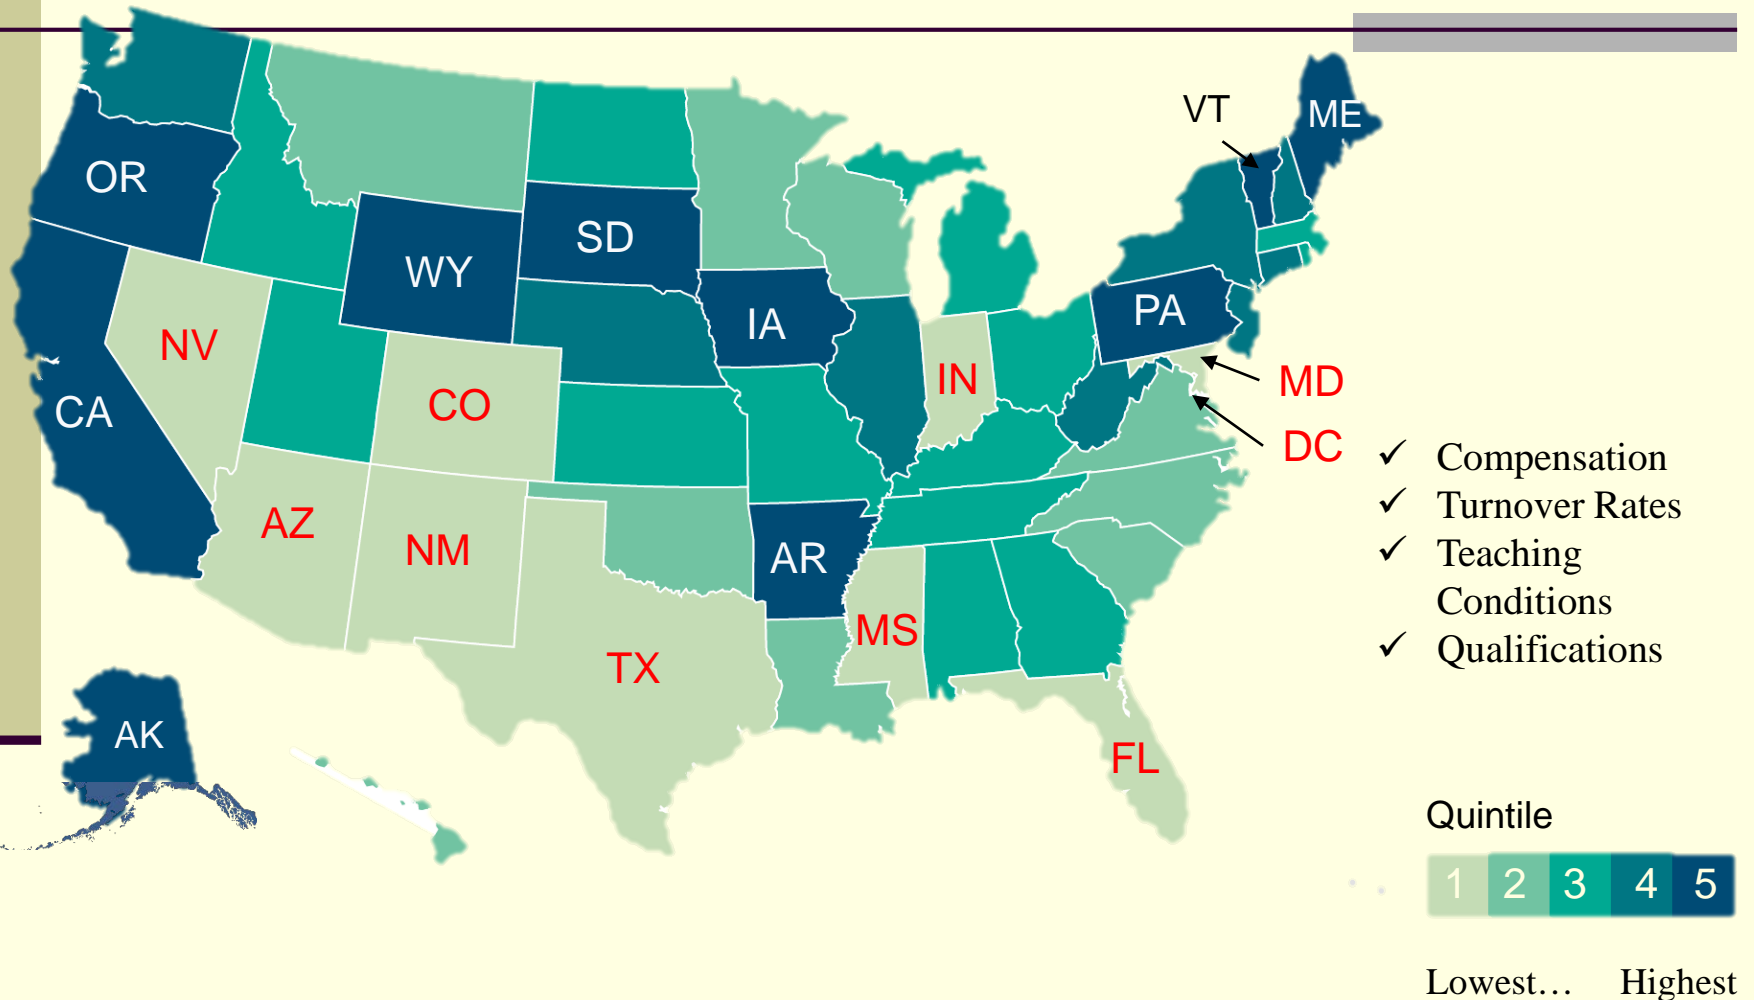 VT
ME
OR
SD
WY
IA
PA
NV
IN
MD
CO
CA
DC
Compensation
Turnover Rates
Teaching
Conditions
Qualifications
AZ
NM
AR
MS
TX
AK
FL
Quintile
1 2 3 4 5
Lowest… Highest